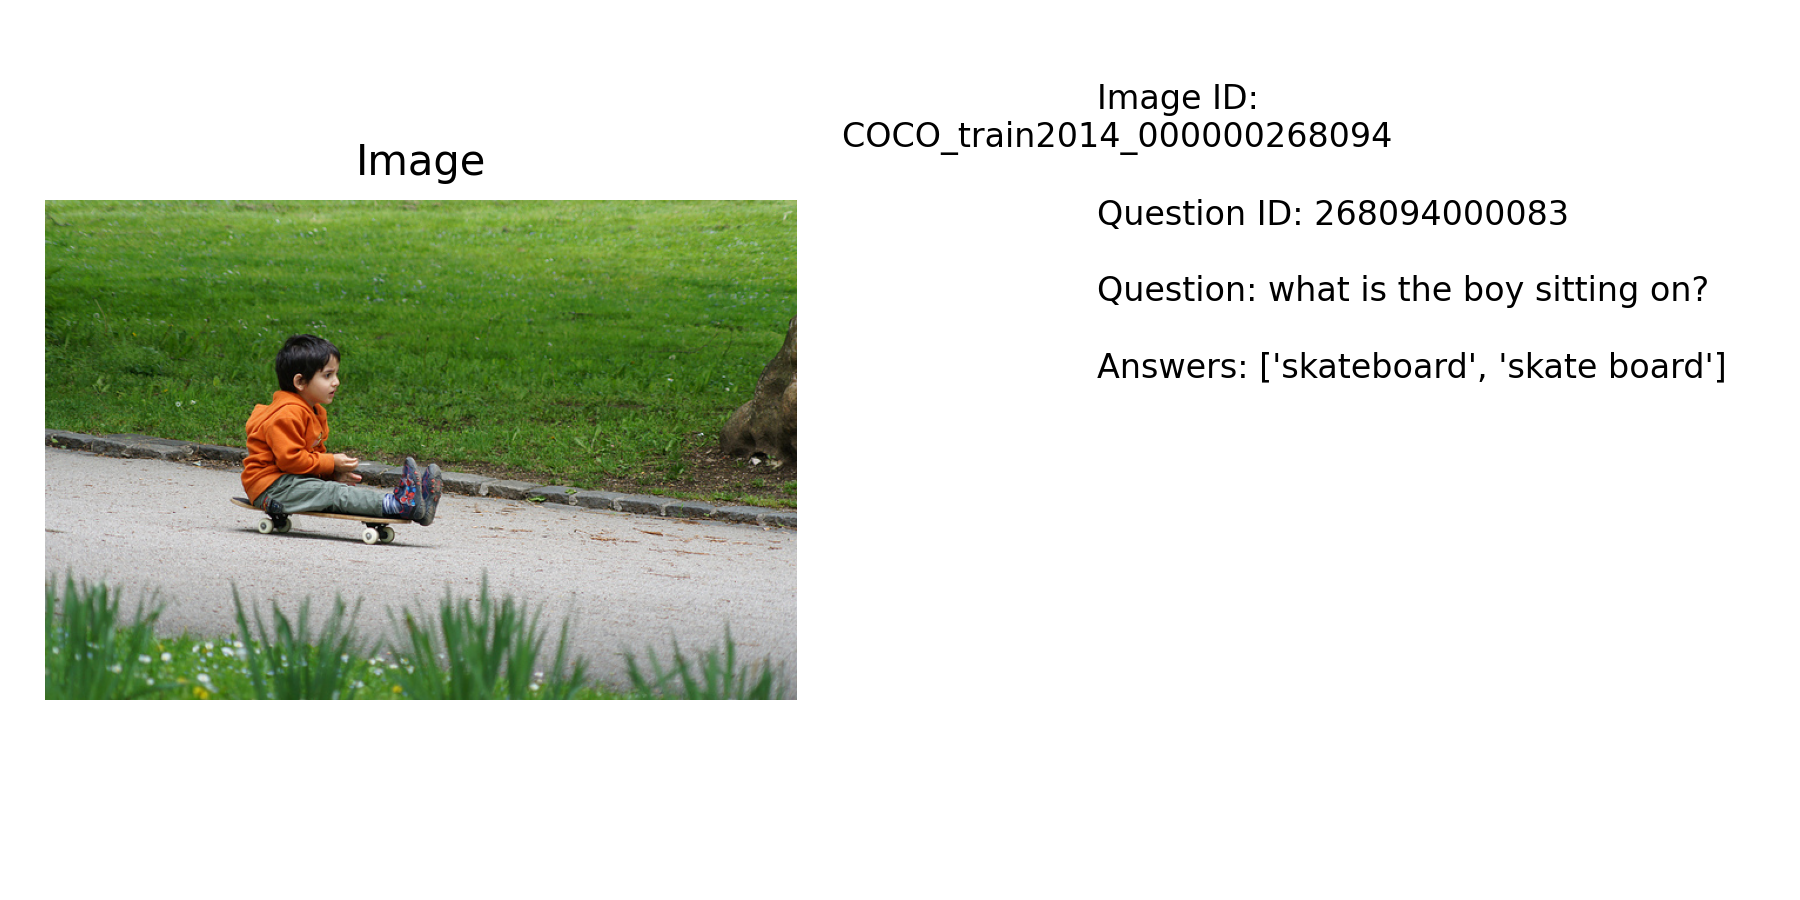 Image
Image ID:
COCO_train2014_000000268094
Question ID: 268094000083
Question: what is the boy sitting on?
Answers: ['skateboard', 'skate board']